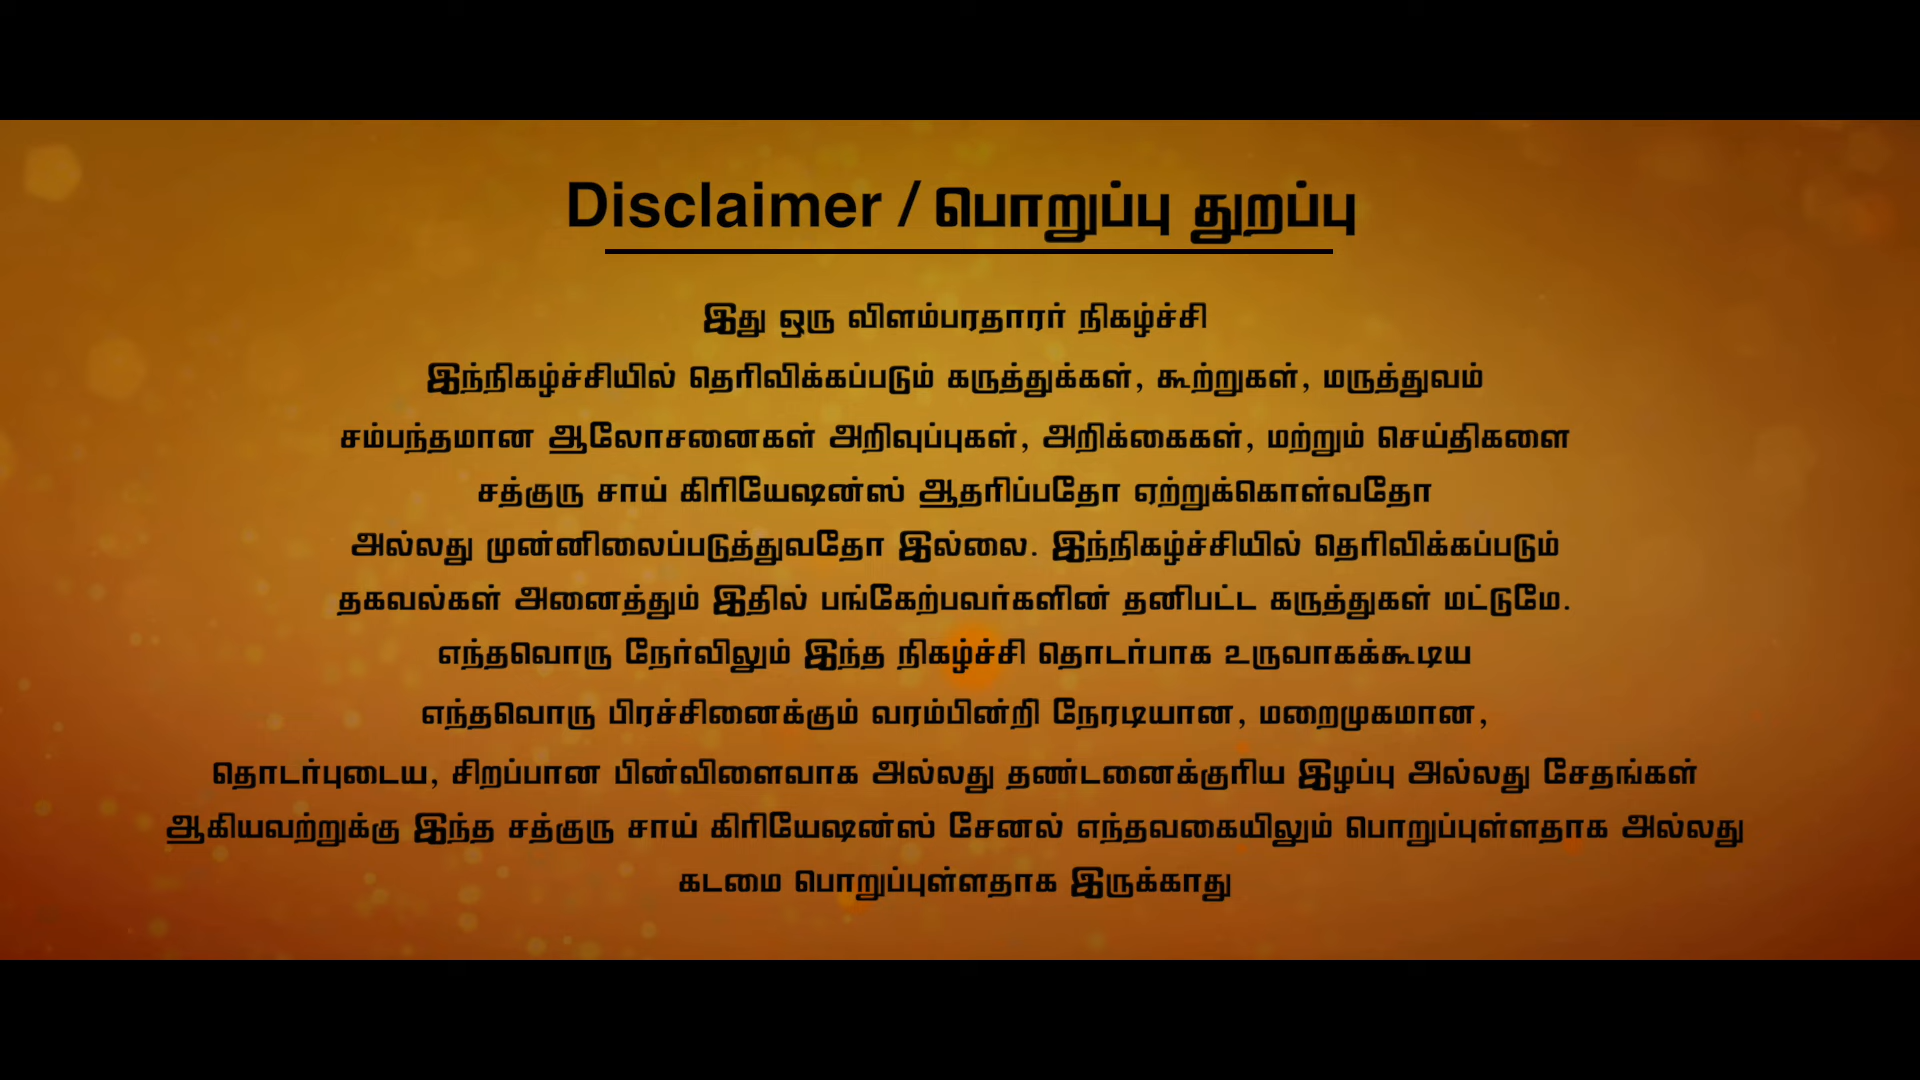 Disclaimer / பொறுப்பு துறப்பு
இது ஒரு விளம்பரதாரர் நிகழ்ச்சி
இந்நிகழ்ச்சியில் தெரிவிக்கப்படும் கருத்துக்கள், கூற்றுகள், மருத்துவம்
சம்பந்தமான ஆலோசனைகள் அறிவுப்புகள், அறிக்கைகள், மற்றும் செய்திகளை
சத்குரு சாய் கிரியேஷன்ஸ் ஆதரிப்பதோ ஏற்றுக்கொள்வதோ
அல்லது முன்னிலைப்படுத்துவதோ இல்லை. இந்நிகழ்ச்சியில் தெரிவிக்கப்படும்
தகவல்கள் அனைத்தும் இதில் பங்கேற்பவர்களின் தனிபட்ட கருத்துகள் மட்டுமே.
எந்தவொரு நேர்விலும் இந்த நிகழ்ச்சி தொடர்பாக உருவாகக்கூடிய
எந்தவொரு பிரச்சினைக்கும் வரம்பின்றி நேரடியான, மறைமுகமான,
தொடர்புடைய, சிறப்பான பின்விளைவாக அல்லது தண்டனைக்குரிய இழப்பு அல்லது சேதங்கள்
ஆகியவற்றுக்கு இந்த சத்குரு சாய் கிரியேஷன்ஸ் சேனல் எந்தவகையிலும் பொறுப்புள்ளதாக அல்லது
கடமை பொறுப்புள்ளதாக இருக்காது